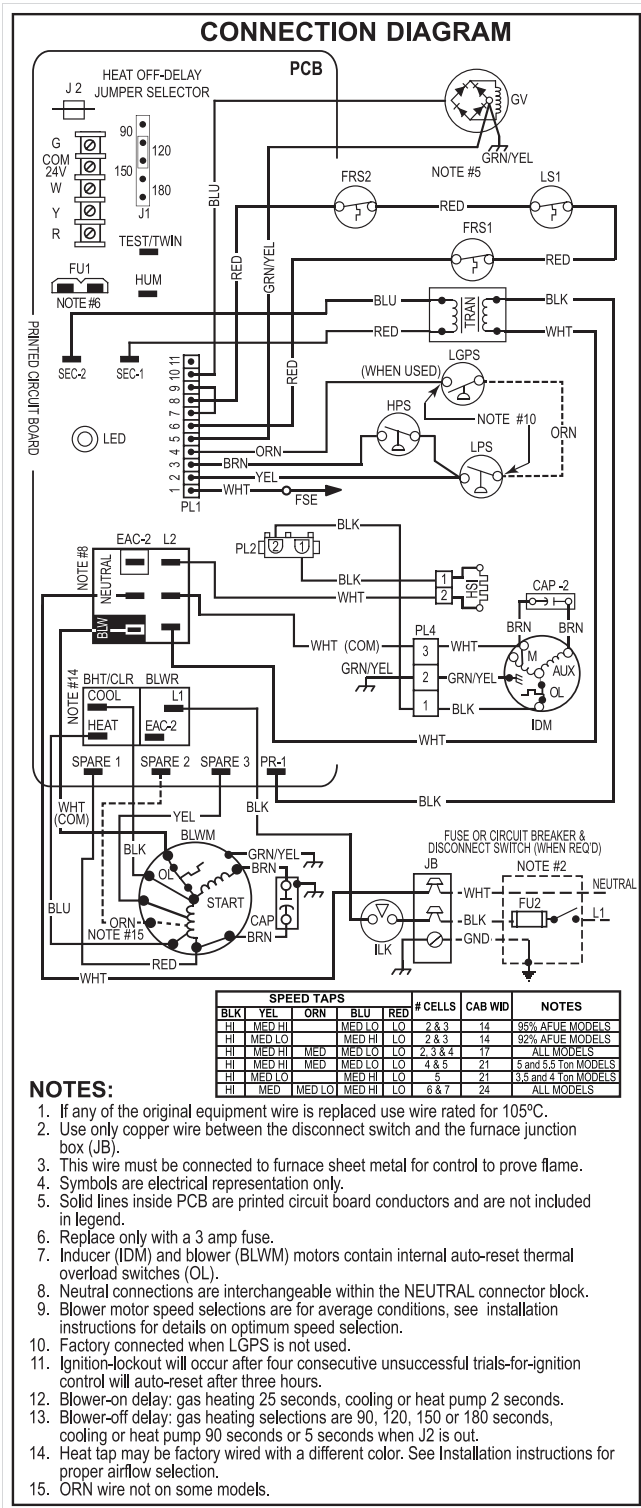 CONNECTION DIAGRAM
PCB
J 2
HEAT OFF-DELAY
JUMPER SELECTOR
G
COM
24V
W
Y
R
90
120
150
180
J1
TEST/TWIN
FU1
NOTE #6
HUM
PRINTED CIRCUIT BOARD
SEC-2
SEC-1
LED
11
10
9
8
7
6
5
4
3
2
1
PL1
BLU
RED
GRN/YEL
RED
GV
GRN/YEL
NOTE #5
FRS2
LS1
RED
FRS1
RED
BLU
RED
TRAN
BLK
WHT
LGPS
(WHEN USED)
HPS
NOTE #10
ORN
ORN
BRN
LPS
YEL
WHT
FSE
EAC-2
L2
NOTE #8
NEUTRAL
BLW
PL2
2
1
BLK
BLK
1
WHT
2
HSI
CAP -2
BRN
BRN
PL4
WHT (COM)
3
WHT
M
AUX
GRN/YEL
2
GRN/YEL
OL
1
BLK
IDM
WHT
NOTE #14
BHT/CLR
BLWR
COOL
L1
HEAT
EAC-2
SPARE 1
SPARE 2
SPARE 3
PR-1
WHT
(COM)
YEL
BLK
BLK
BLWM
BLK
GRN/YEL
BRN
OL
START
CAP
BLU
ORN
NOTE #15
BRN
RED
WHT
FUSE OR CIRCUIT BREAKER &
DISCONNECT SWITCH (WHEN REQ'D)
JB
NOTE #2
WHT
NEUTRAL
BLK
FU2
L1
ILK
GND
SPEED TAPS # CELLS CAB WID NOTES
BLK YEL ORN BLU RED
HI MED HI MED LO LO 2 & 3 14 95% AFUE MODELS
HI MED LO MED HI LO 2 & 3 14 92% AFUE MODELS
HI MED HI MED MED LO LO 2, 3 & 4 17 ALL MODELS
HI MED HI MED MED LO LO 4 & 5 21 5 and 5.5 Ton MODELS
HI MED LO MED HI LO 5 21 3,5 and 4 Ton MODELS
HI MED MED LO MED HI LO 6 & 7 24 ALL MODELS
NOTES:
1. If any of the original equipment wire is replaced use wire rated for 105°C.
2. Use only copper wire between the disconnect switch and the furnace junction
box (JB).
3. This wire must be connected to furnace sheet metal for control to prove flame.
4. Symbols are electrical representation only.
5. Solid lines inside PCB are printed circuit board conductors and are not included
in legend.
6. Replace only with a 3 amp fuse.
7. Inducer (IDM) and blower (BLWM) motors contain internal auto-reset thermal
overload switches (OL).
8. Neutral connections are interchangeable within the NEUTRAL connector block.
9. Blower motor speed selections are for average conditions, see installation
instructions for details on optimum speed selection.
10. Factory connected when LGPS is not used.
11. Ignition-lockout will occur after four consecutive unsuccessful trials-for-ignition
control will auto-reset after three hours.
12. Blower-on delay: gas heating 25 seconds, cooling or heat pump 2 seconds.
13. Blower-off delay: gas heating selections are 90, 120, 150 or 180 seconds,
cooling or heat pump 90 seconds or 5 seconds when J2 is out.
14. Heat tap may be factory wired with a different color. See Installation instructions for
proper airflow selection.
15. ORN wire not on some models.